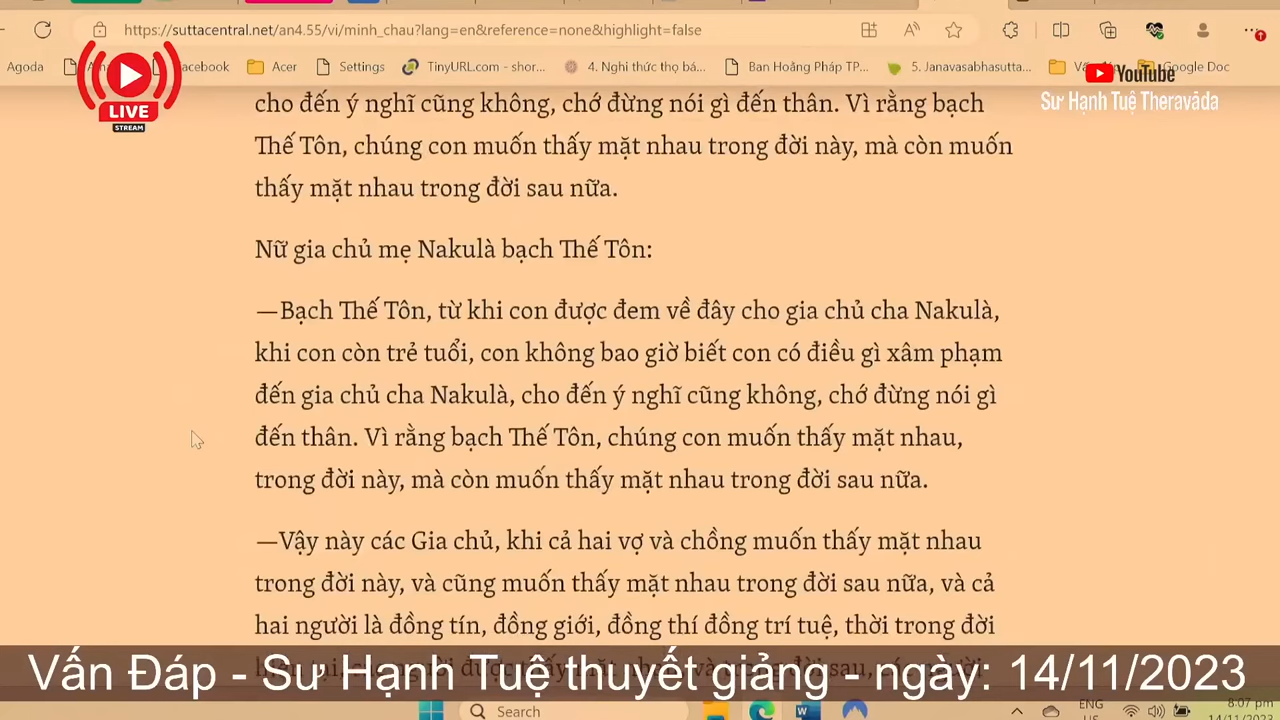 https://suttacentral.net/an4.55/vi/minh_chau?lang=en&reference=none&highlight=false
Agoda
Facebook
Acer
Settings
TinyURL.com - shor...
4. Nghi thức thọ bá...
Ban Hoằng Pháp TP...
5. Janavasabhasutta...
Google Doc
LIVE
STREAM
YouTube
Sư Hạnh Tuệ Theravāda
cho đến ý nghĩ cũng không, chớ đừng nói gì đến thân. Vì rằng bạch
Thế Tôn, chúng con muốn thấy mặt nhau trong đời này, mà còn muốn
thấy mặt nhau trong đời sau nữa.
Nữ gia chủ mẹ Nakulà bạch Thế Tôn:
—Bạch Thế Tôn, từ khi con được đem về đây cho gia chủ cha Nakulà,
khi con còn trẻ tuổi, con không bao giờ biết con có điều gì xâm phạm
đến gia chủ cha Nakulà, cho đến ý nghĩ cũng không, chớ đừng nói gì
đến thân. Vì rằng bạch Thế Tôn, chúng con muốn thấy mặt nhau,
trong đời này, mà còn muốn thấy mặt nhau trong đời sau nữa.
—Vậy này các Gia chủ, khi cả hai vợ và chồng muốn thấy mặt nhau
trong đời này, và cũng muốn thấy mặt nhau trong đời sau nữa, và cả
hai người là đồng tín, đồng giới, đồng thí đồng trí tuệ, thời trong đời
Vấn Đáp - Sư Hạnh Tuệ thuyết giảng - ngày: 14/11/2023
Search
ENG
8:07 pm